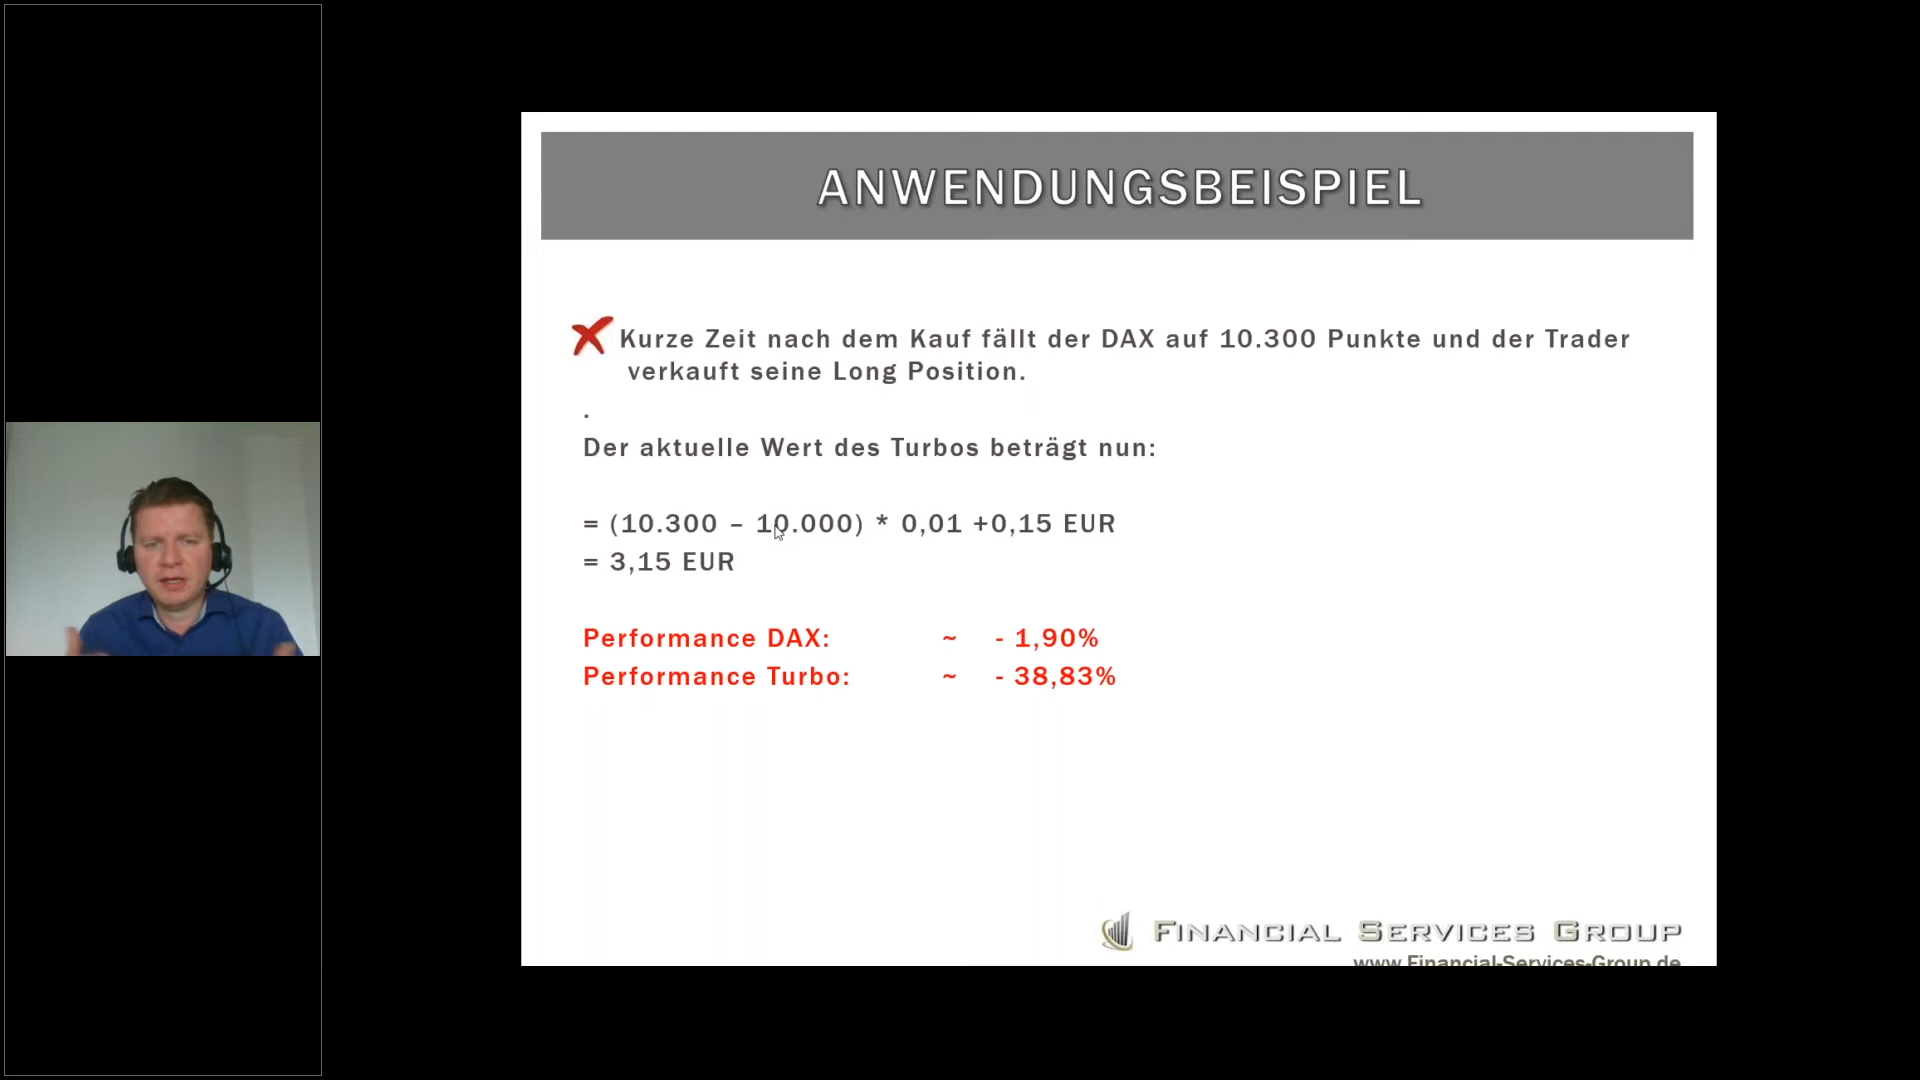 ANWENDUNGSBEISPIEL
Kurze Zeit nach dem Kauf fällt der DAX auf 10.300 Punkte und der Trader
verkauft seine Long Position.
.
Der aktuelle Wert des Turbos beträgt nun:
= (10.300 – 10.000) * 0,01 +0,15 EUR
= 3,15 EUR
Performance DAX: ~ - 1,90%
Performance Turbo: ~ - 38,83%
FINANCIAL SERVICES GROUP
www.Financial-Services-Group.de